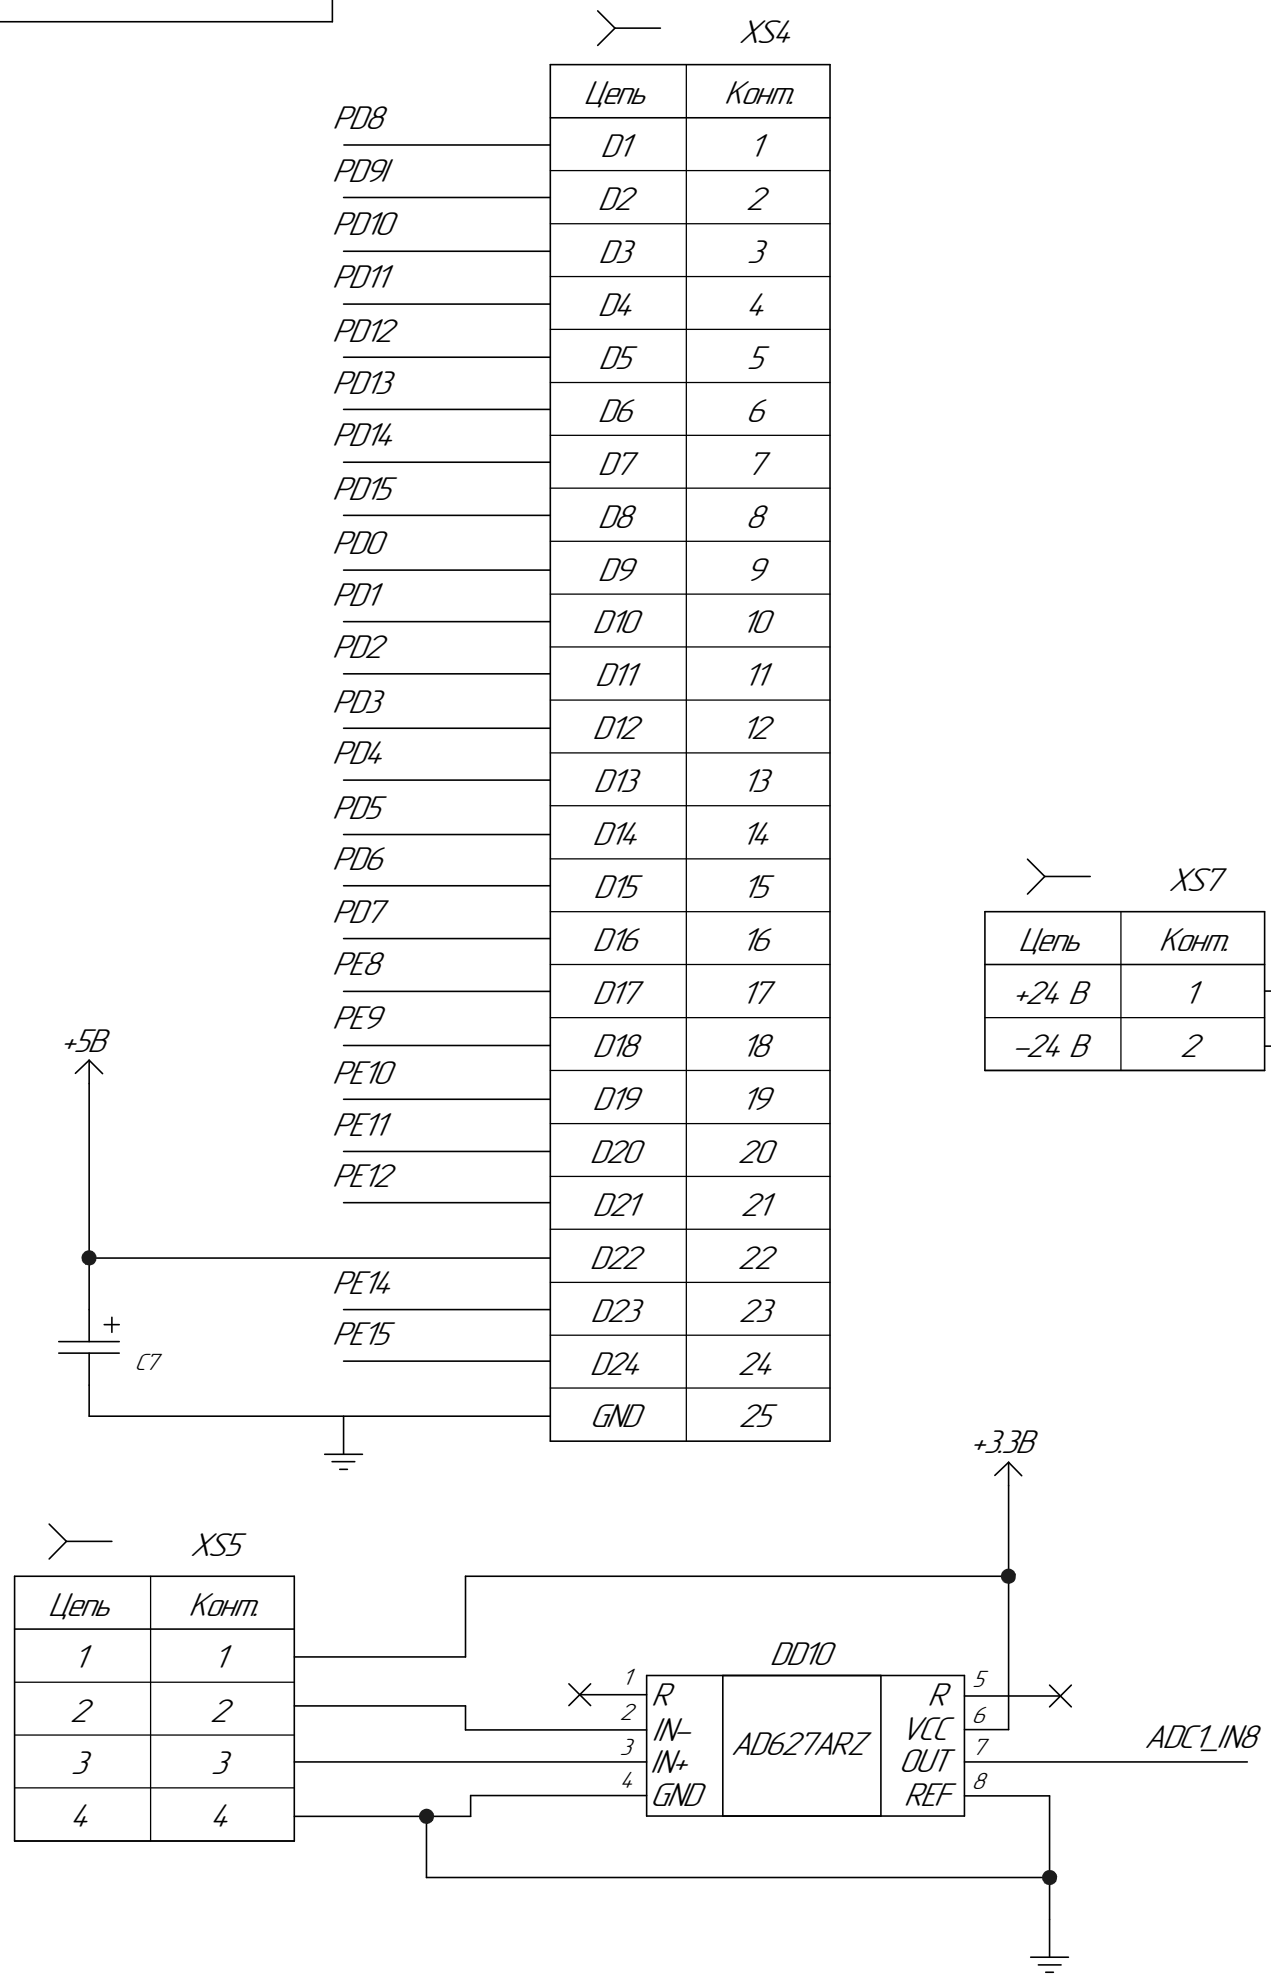 XS4
Цепь Конт.
PD8 D1 1
PD9I D2 2
PD10 D3 3
PD11 D4 4
PD12 D5 5
PD13 D6 6
PD14 D7 7
PD15 D8 8
PD0 D9 9
PD1 D10 10
PD2 D11 11
PD3 D12 12
PD4 D13 13
PD5 D14 14
PD6 D15 15
PD7 D16 16
PE8 D17 17
PE9 D18 18
PE10 D19 19
PE11 D20 20
PE12 D21 21
D22 22
PE14 D23 23
PE15 D24 24
GND 25
+5В
+
C7
XS7
Цепь Конт.
+24 В 1
-24 В 2
XS5
Цепь Конт.
1 1
2 2
3 3
4 4
+3.3В
DD10
1 R R 5
2 IN- VCC 6
AD627ARZ
3 IN+ OUT 7
4 GND REF 8
ADC1_IN8